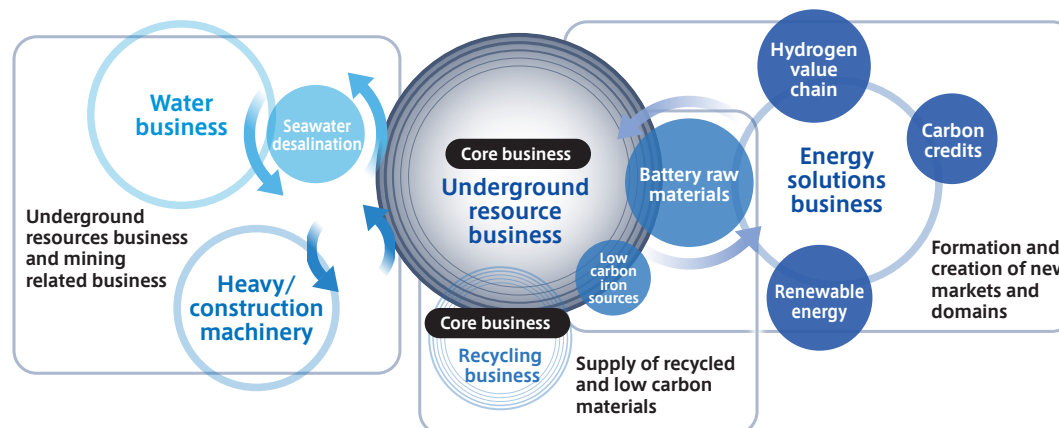 Water
business
Seawater
desalination
Underground
resources business
and mining
related business
Heavy/
construction
machinery
Core business
Underground
resource
business
Low
carbon
iron
sources
Core business
Recycling
business
Supply of recycled
and low carbon
materials
Battery raw
materials
Hydrogen
value
chain
Carbon
credits
Energy
solutions
business
Renewable
energy
Formation and
creation of
markets and
domains